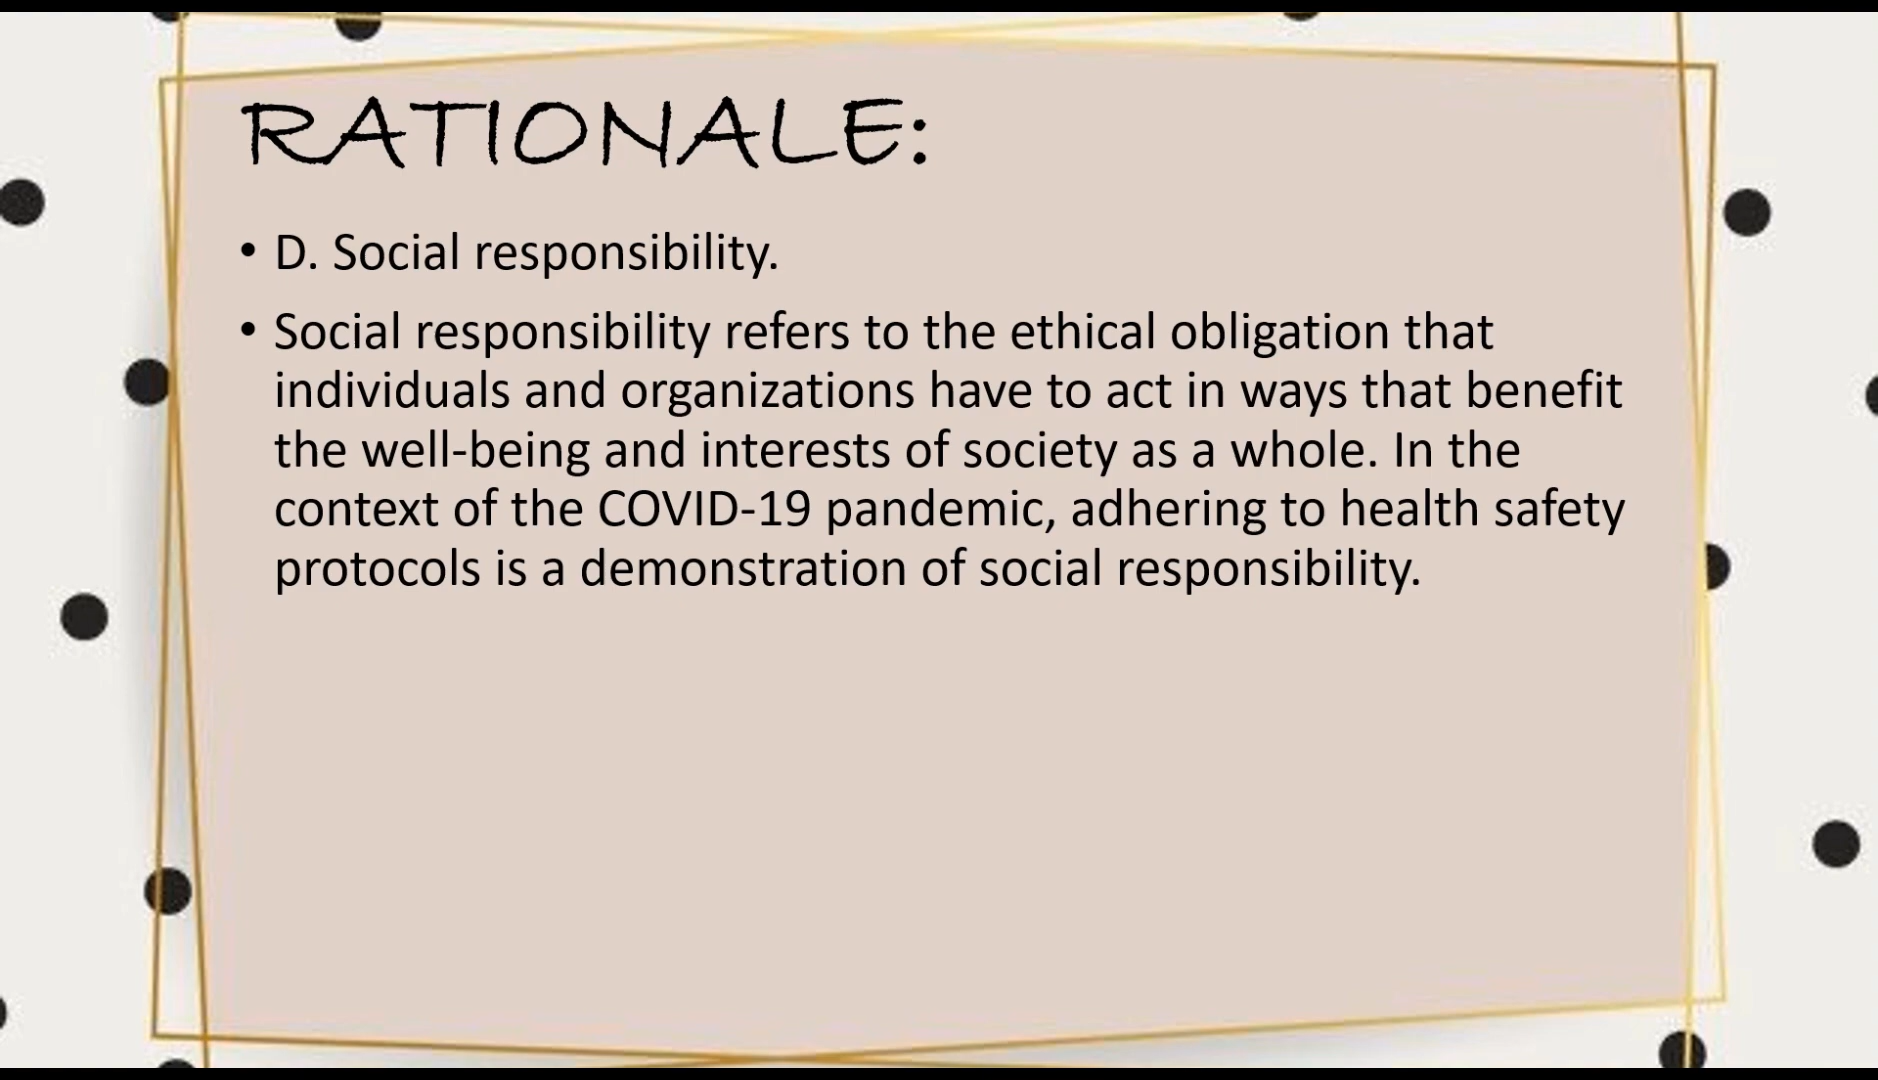 RATIONALE:
• D. Social responsibility.
• Social responsibility refers to the ethical obligation that
individuals and organizations have to act in ways that benefit
the well-being and interests of society as a whole. In the
context of the COVID-19 pandemic, adhering to health safety
protocols is a demonstration of social responsibility.